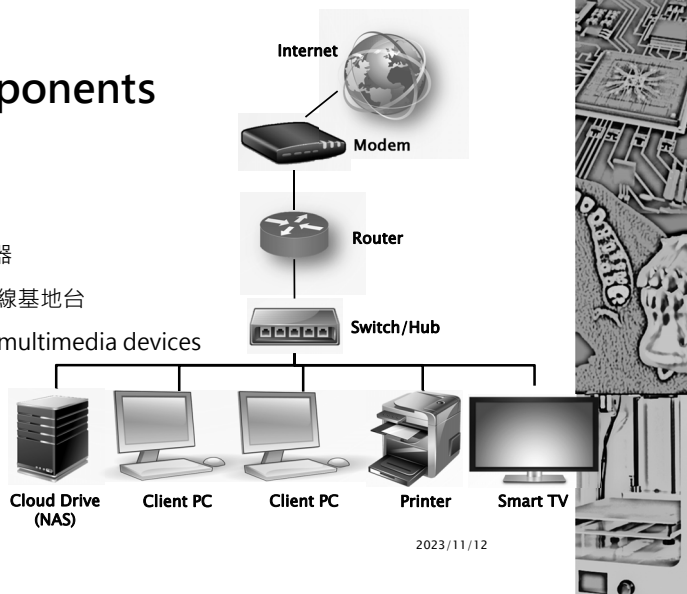 ponents
器
線基地台
multimedia devices
Internet
Modem
Router
Switch/Hub
Cloud Drive
(NAS)
Client PC
Client PC
Printer
Smart TV
2023/11/12